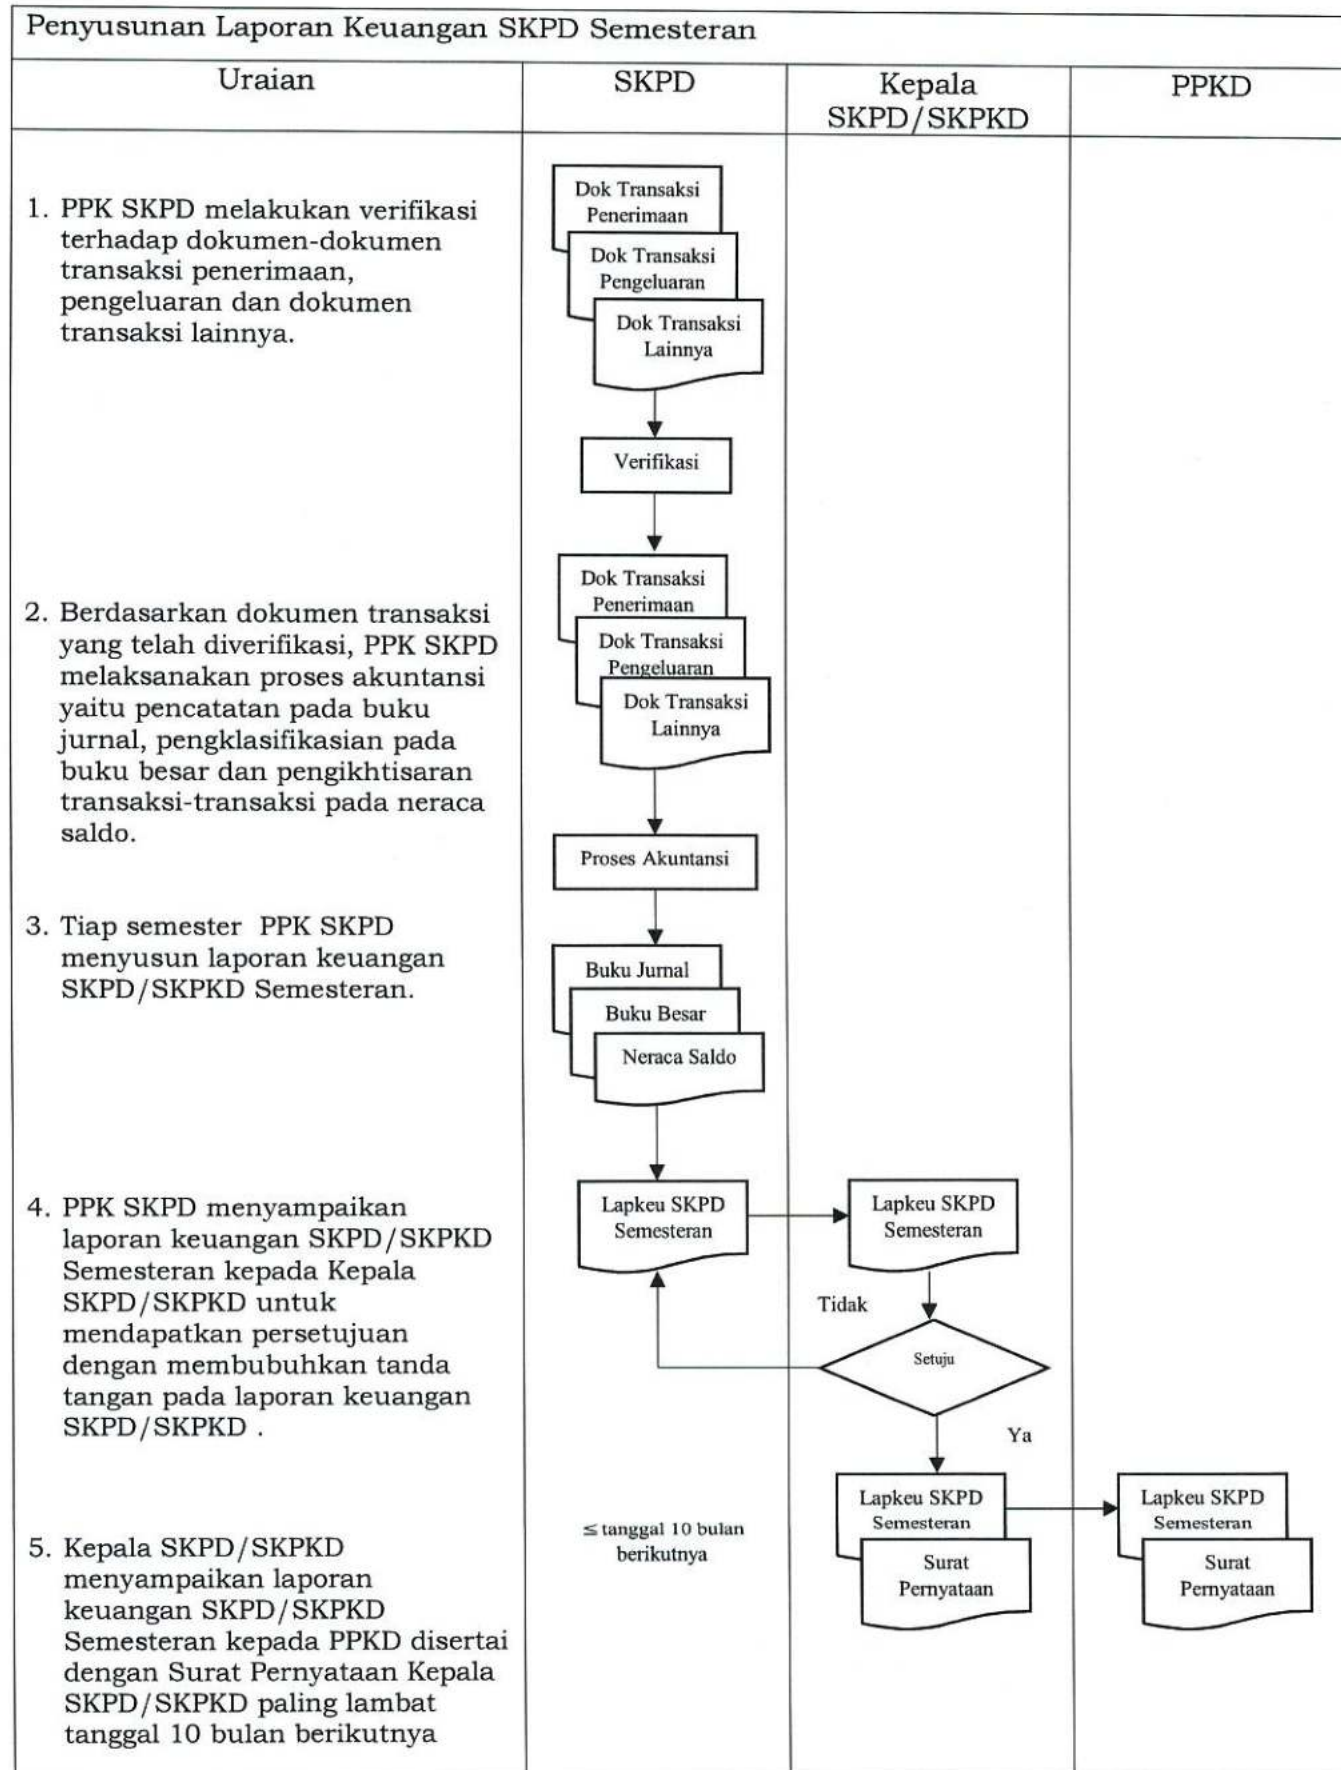 Penyusunan Laporan Keuangan SKPD Semesteran
Uraian
SKPD
Kepala
SKPD/SKPKD
PPKD
1. PPK SKPD melakukan verifikasi
terhadap dokumen-dokumen
transaksi penerimaan,
pengeluaran dan dokumen
transaksi lainnya.
2. Berdasarkan dokumen transaksi
yang telah diverifikasi, PPK SKPD
melaksanakan proses akuntansi
yaitu pencatatan pada buku
jurnal, pengklasifikasian pada
buku besar dan pengikhtisaran
transaksi-transaksi pada neraca
saldo.
3. Tiap semester PPK SKPD
menyusun laporan keuangan
SKPD/SKPKD Semesteran.
4. PPK SKPD menyampaikan
laporan keuangan SKPD/SKPKD
Semesteran kepada Kepala
SKPD/SKPKD untuk
mendapatkan persetujuan
dengan membubuhkan tanda
tangan pada laporan keuangan
SKPD/SKPKD .
5. Kepala SKPD/SKPKD
menyampaikan laporan
keuangan SKPD/SKPKD
Semesteran kepada PPKD disertai
dengan Surat Pernyataan Kepala
SKPD/SKPKD paling lambat
tanggal 10 bulan berikutnya
Dok Transaksi
Penerimaan
Dok Transaksi
Pengeluaran
Dok Transaksi
Lainnya
Verifikasi
Dok Transaksi
Penerimaan
Dok Transaksi
Pengeluaran
Dok Transaksi
Lainnya
Proses Akuntansi
Buku Jurnal
Buku Besar
Neraca Saldo
Lapkeu SKPD
Semesteran
≤ tanggal 10 bulan
berikutnya
Lapkeu SKPD
Semesteran
Tidak
Setuju
Ya
Lapkeu SKPD
Semesteran
Surat
Pernyataan
Lapkeu SKPD
Semesteran
Surat
Pernyataan